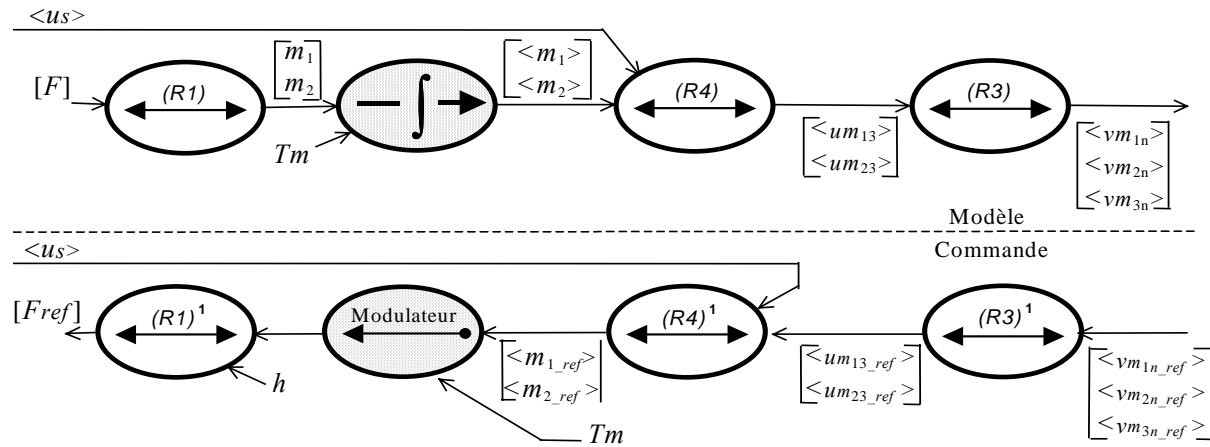 <us>
[F]
(R1)
m1
m2
Tm
<m1>
<m2>
(R4)
<um13>
<um23>
(R3)
<vm1n>
<vm2n>
<vm3n>
Modèle
Commande
<us>
[Fref]
(R1)¹
h
Modulateur
Tm
<m1_ref>
<m2_ref>
(R4)¹
<um13_ref>
<um23_ref>
(R3)¹
<vm1n_ref>
<vm2n_ref>
<vm3n_ref>